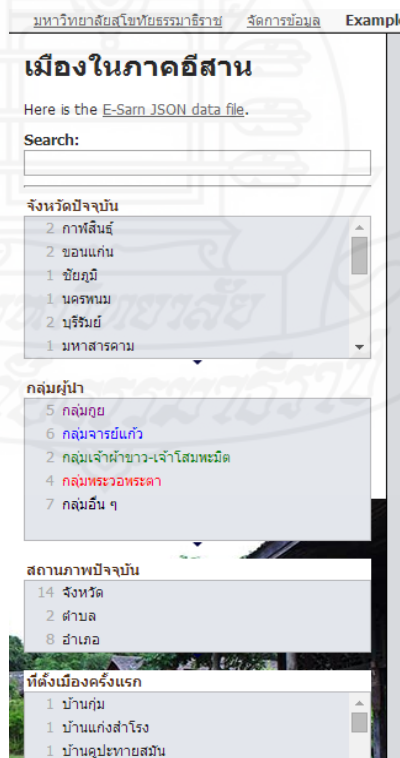 มหาวิทยาลัยสุโขทัยธรรมาธิราช จัดการข้อมูล Example
เมืองในภาคอีสาน
Here is the E-Sarn JSON data file.
Search:
จังหวัดปัจจุบัน
2 กาฬสินธุ์
2 ขอนแก่น
1 ชัยภูมิ
1 นครพนม
2 บุรีรัมย์
1 มหาสารคาม
กลุ่มผู้นำ
5 กลุ่มกูย
6 กลุ่มจารย์แก้ว
2 กลุ่มเจ้าผ้าขาว-เจ้าโสมพะมิต
4 กลุ่มพระวอพระตา
7 กลุ่มอื่น ๆ
สถานภาพปัจจุบัน
14 จังหวัด
2 ตำบล
8 อำเภอ
ที่ตั้งเมืองครั้งแรก
1 บ้านกุ่ม
1 บ้านแก่งสำโรง
1 บ้านคูปะทายสมัน